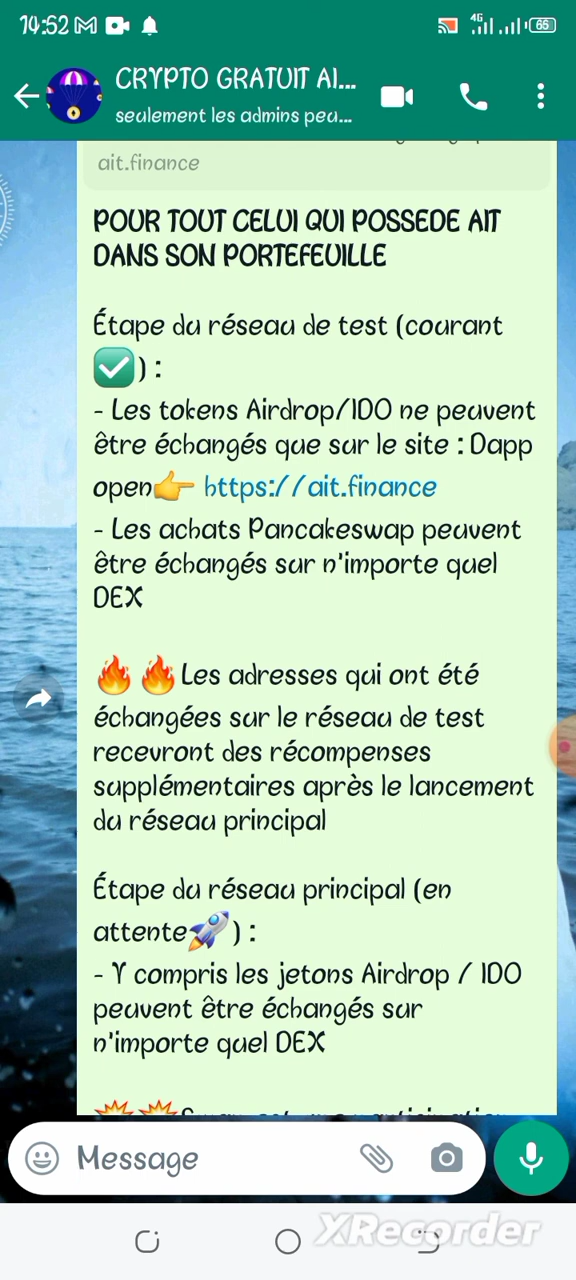 14:52
4G
65
CRYPTO GRATUIT AI...
seulement les admins peu...
ait.finance
POUR TOUT CELUI QUI POSSEDE AIT
DANS SON PORTEFEUILLE
Étape du réseau de test (courant
✅) :
- Les tokens Airdrop/IDO ne peuvent
être échangés que sur le site : Dapp
open👉 https://ait.finance
- Les achats Pancakeswap peuvent
être échangés sur n'importe quel
DEX
🔥 🔥Les adresses qui ont été
échangées sur le réseau de test
recevront des récompenses
supplémentaires après le lancement
du réseau principal
Étape du réseau principal (en
attente🚀) :
- Y compris les jetons Airdrop / IDO
peuvent être échangés sur
n'importe quel DEX
Message
XRecorder